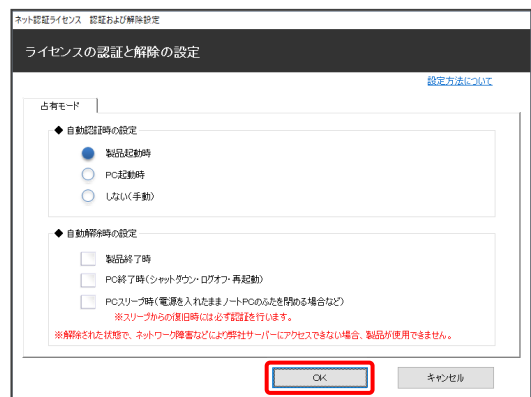 ネット認証ライセンス　認証および解除設定
ライセンスの認証と解除の設定
設定方法について
占有モード
◆ 自動認証時の設定
製品起動時
PC起動時
しない(手動)
◆ 自動解除時の設定
製品終了時
PC終了時(シャットダウン・ログオフ・再起動)
PCスリープ時(電源を入れたままノートPCのふたを閉める場合など)
※スリープからの復旧時には必ず認証を行います。
※解除された状態で、ネットワーク障害などにより弊社サーバーにアクセスできない場合、製品が使用できません。
OK
キャンセル